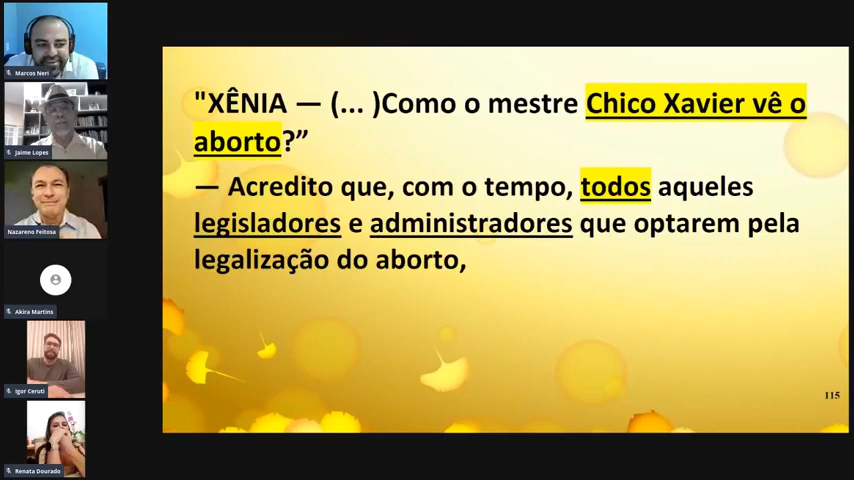 Marcos Neri
Jaime Lopes
Nazareno Feitosa
Akira Martins
Igor Ceruti
Renata Dourado
"XÊNIA — (... )Como o mestre Chico Xavier vê o
aborto?”
— Acredito que, com o tempo, todos aqueles
legisladores e administradores que optarem pela
legalização do aborto,
115